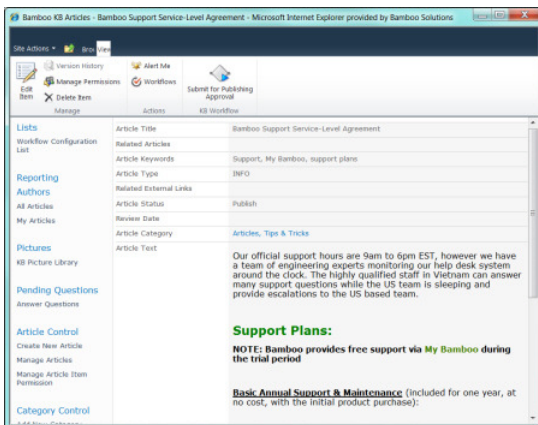 Bamboo KB Articles - Bamboo Support Service-Level Agreement - Microsoft Internet Explorer provided by Bamboo Solutions
Site Actions Brov View
Version History
Manage Permissions
Edit Item
Delete Item
Manage
Alert Me
Workflows
Actions
Submit for Publishing
Approval
KB Workflow
Lists
Workflow Configuration
List
Reporting
Authors
All Articles
My Articles
Pictures
KB Picture Library
Pending Questions
Answer Questions
Article Control
Create New Article
Manage Articles
Manage Article Item
Permission
Category Control
Add New Category
Article Title Bamboo Support Service-Level Agreement
Related Articles
Article Keywords Support, My Bamboo, support plans
Article Type INFO
Related External Links
Article Status Publish
Review Date
Article Category Articles, Tips & Tricks
Article Text
Our official support hours are 9am to 6pm EST, however we have
a team of engineering experts monitoring our help desk system
around the clock. The highly qualified staff in Vietnam can answer
many support questions while the US team is sleeping and
provide escalations to the US based team.
Support Plans:
NOTE: Bamboo provides free support via My Bamboo during
the trial period
Basic Annual Support & Maintenance (included for one year, at
no cost, with the initial product purchase):